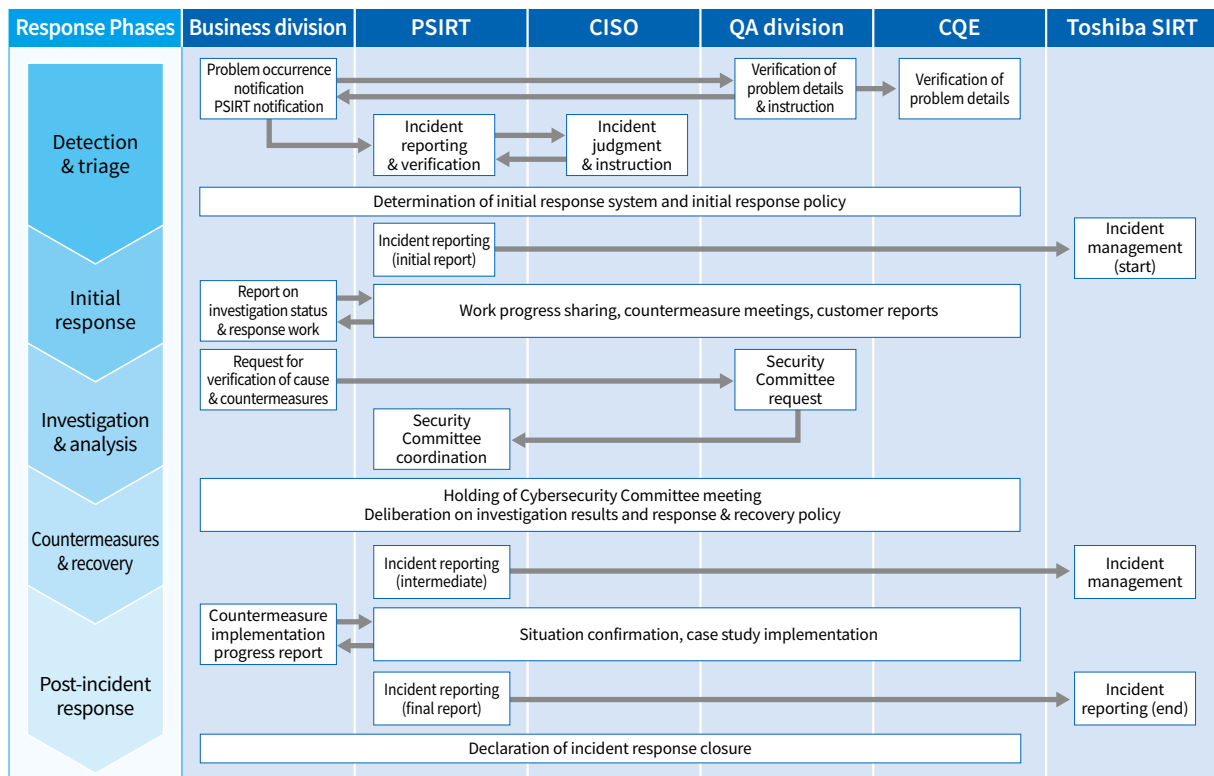 Response Phases
Business division
PSIRT
CISO
QA division
CQE
Toshiba SIRT
Detection
& triage
Problem occurrence
notification
PSIRT notification
Verification of
problem details
& instruction
Verification of
problem details
Incident
reporting
& verification
Incident
judgment
& instruction
Determination of initial response system and initial response policy
Incident reporting
(initial report)
Incident
management
(start)
Initial
response
Report on
investigation status
& response work
Work progress sharing, countermeasure meetings, customer reports
Investigation
& analysis
Request for
verification of cause
& countermeasures
Security
Committee
request
Security
Committee
coordination
Holding of Cybersecurity Committee meeting
Deliberation on investigation results and response & recovery policy
Countermeasures
& recovery
Incident reporting
(intermediate)
Incident
management
Countermeasure
implementation
progress report
Situation confirmation, case study implementation
Post-incident
response
Incident reporting
(final report)
Incident
reporting (end)
Declaration of incident response closure